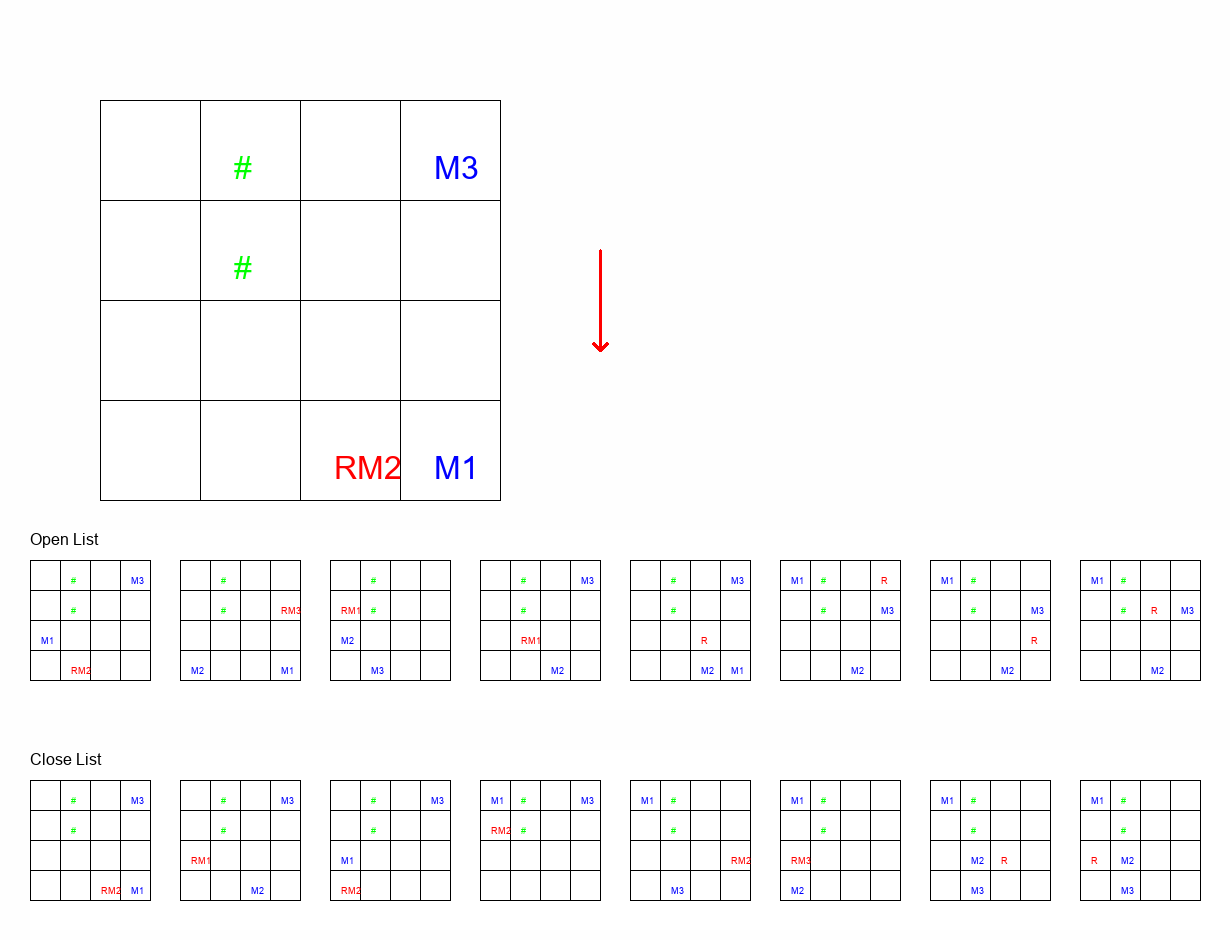 # M3
#
RM2 M1
Open List
# M3 # # # M3 # M3 M1 # R M1 # M1 #
# # RM3 RM1 # # # # M3 # M3 # R M3
M1 M2 RM1 R R
RM2 M2 M1 M3 M2 M2 M1 M2 M2 M2
Close List
# M3 # M3 # M3 M1 # M3 M1 # M1 # M1 # M1 #
# # # RM2 # # # # #
RM1 M1 RM2 RM3 M2 R R M2
RM2 M1 M2 RM2 M3 M2 M3 M3